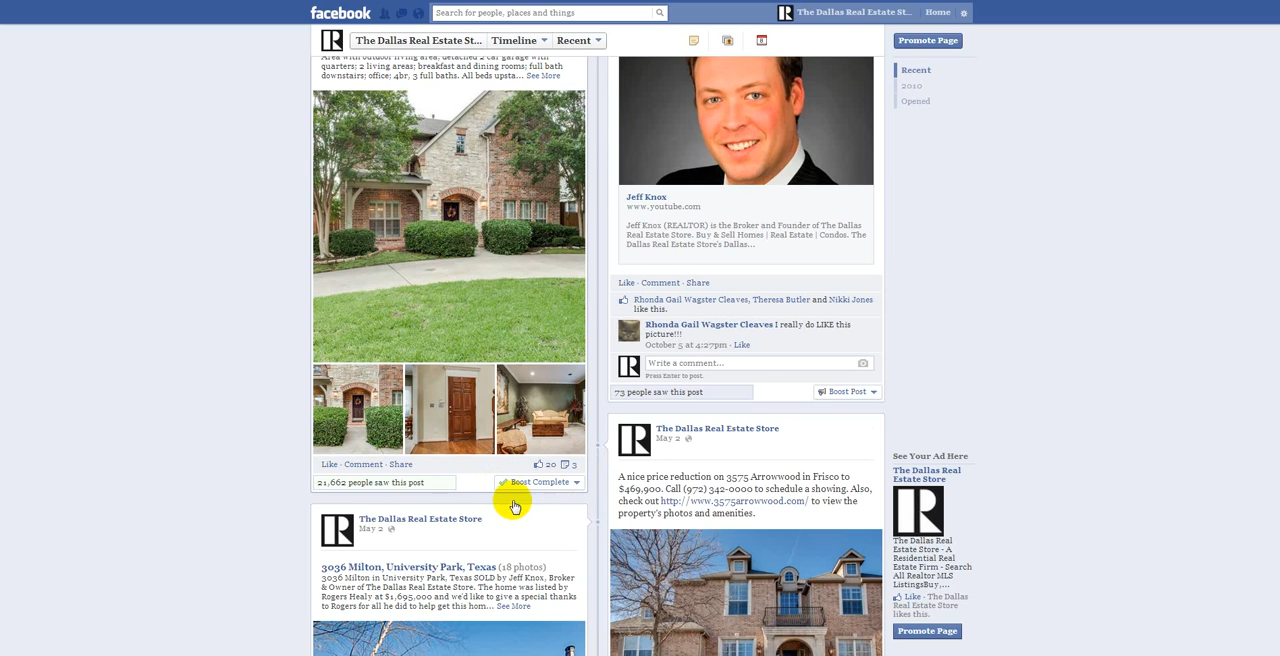 facebook
Search for people, places and things
The Dallas Real Estate St...
Home
The Dallas Real Estate St...
Timeline
Recent
Promote Page
Area with outdoor living area; detached 2 car garage with
quarters; 2 living areas; breakfast and dining rooms; full bath
downstairs; office; 4br, 3 full baths. All beds upsta... See More
Like · Comment · Share
20
3
21,662 people saw this post
Boost Complete
The Dallas Real Estate Store
May 2
3036 Milton, University Park, Texas (18 photos)
3036 Milton in University Park, Texas SOLD by Jeff Knox, Broker
& Owner of The Dallas Real Estate Store. The home was listed by
Rogers Healy at $1,695,000 and we'd like to give a special thanks
to Rogers for all he did to help get this hom... See More
Jeff Knox
www.youtube.com
Jeff Knox (REALTOR) is the Broker and Founder of The Dallas
Real Estate Store. Buy & Sell Homes | Real Estate | Condos. The
Dallas Real Estate Store's Dallas...
Like · Comment · Share
Rhonda Gail Wagster Cleaves, Theresa Butler and Nikki Jones
like this.
Rhonda Gail Wagster Cleaves I really do LIKE this
picture!!!
October 5 at 4:27pm · Like
Write a comment...
Press Enter to post.
73 people saw this post
Boost Post
The Dallas Real Estate Store
May 2
A nice price reduction on 3575 Arrowwood in Frisco to
$469,900. Call (972) 342-0000 to schedule a showing. Also,
check out http://www.3575arrowwood.com/ to view the
property's photos and amenities.
Recent
2010
Opened
See Your Ad Here
The Dallas Real
Estate Store
The Dallas Real
Estate Store - A
Residential Real
Estate Firm - Search
All Realtor MLS
ListingsBuy,...
Like · The Dallas
Real Estate Store
likes this.
Promote Page